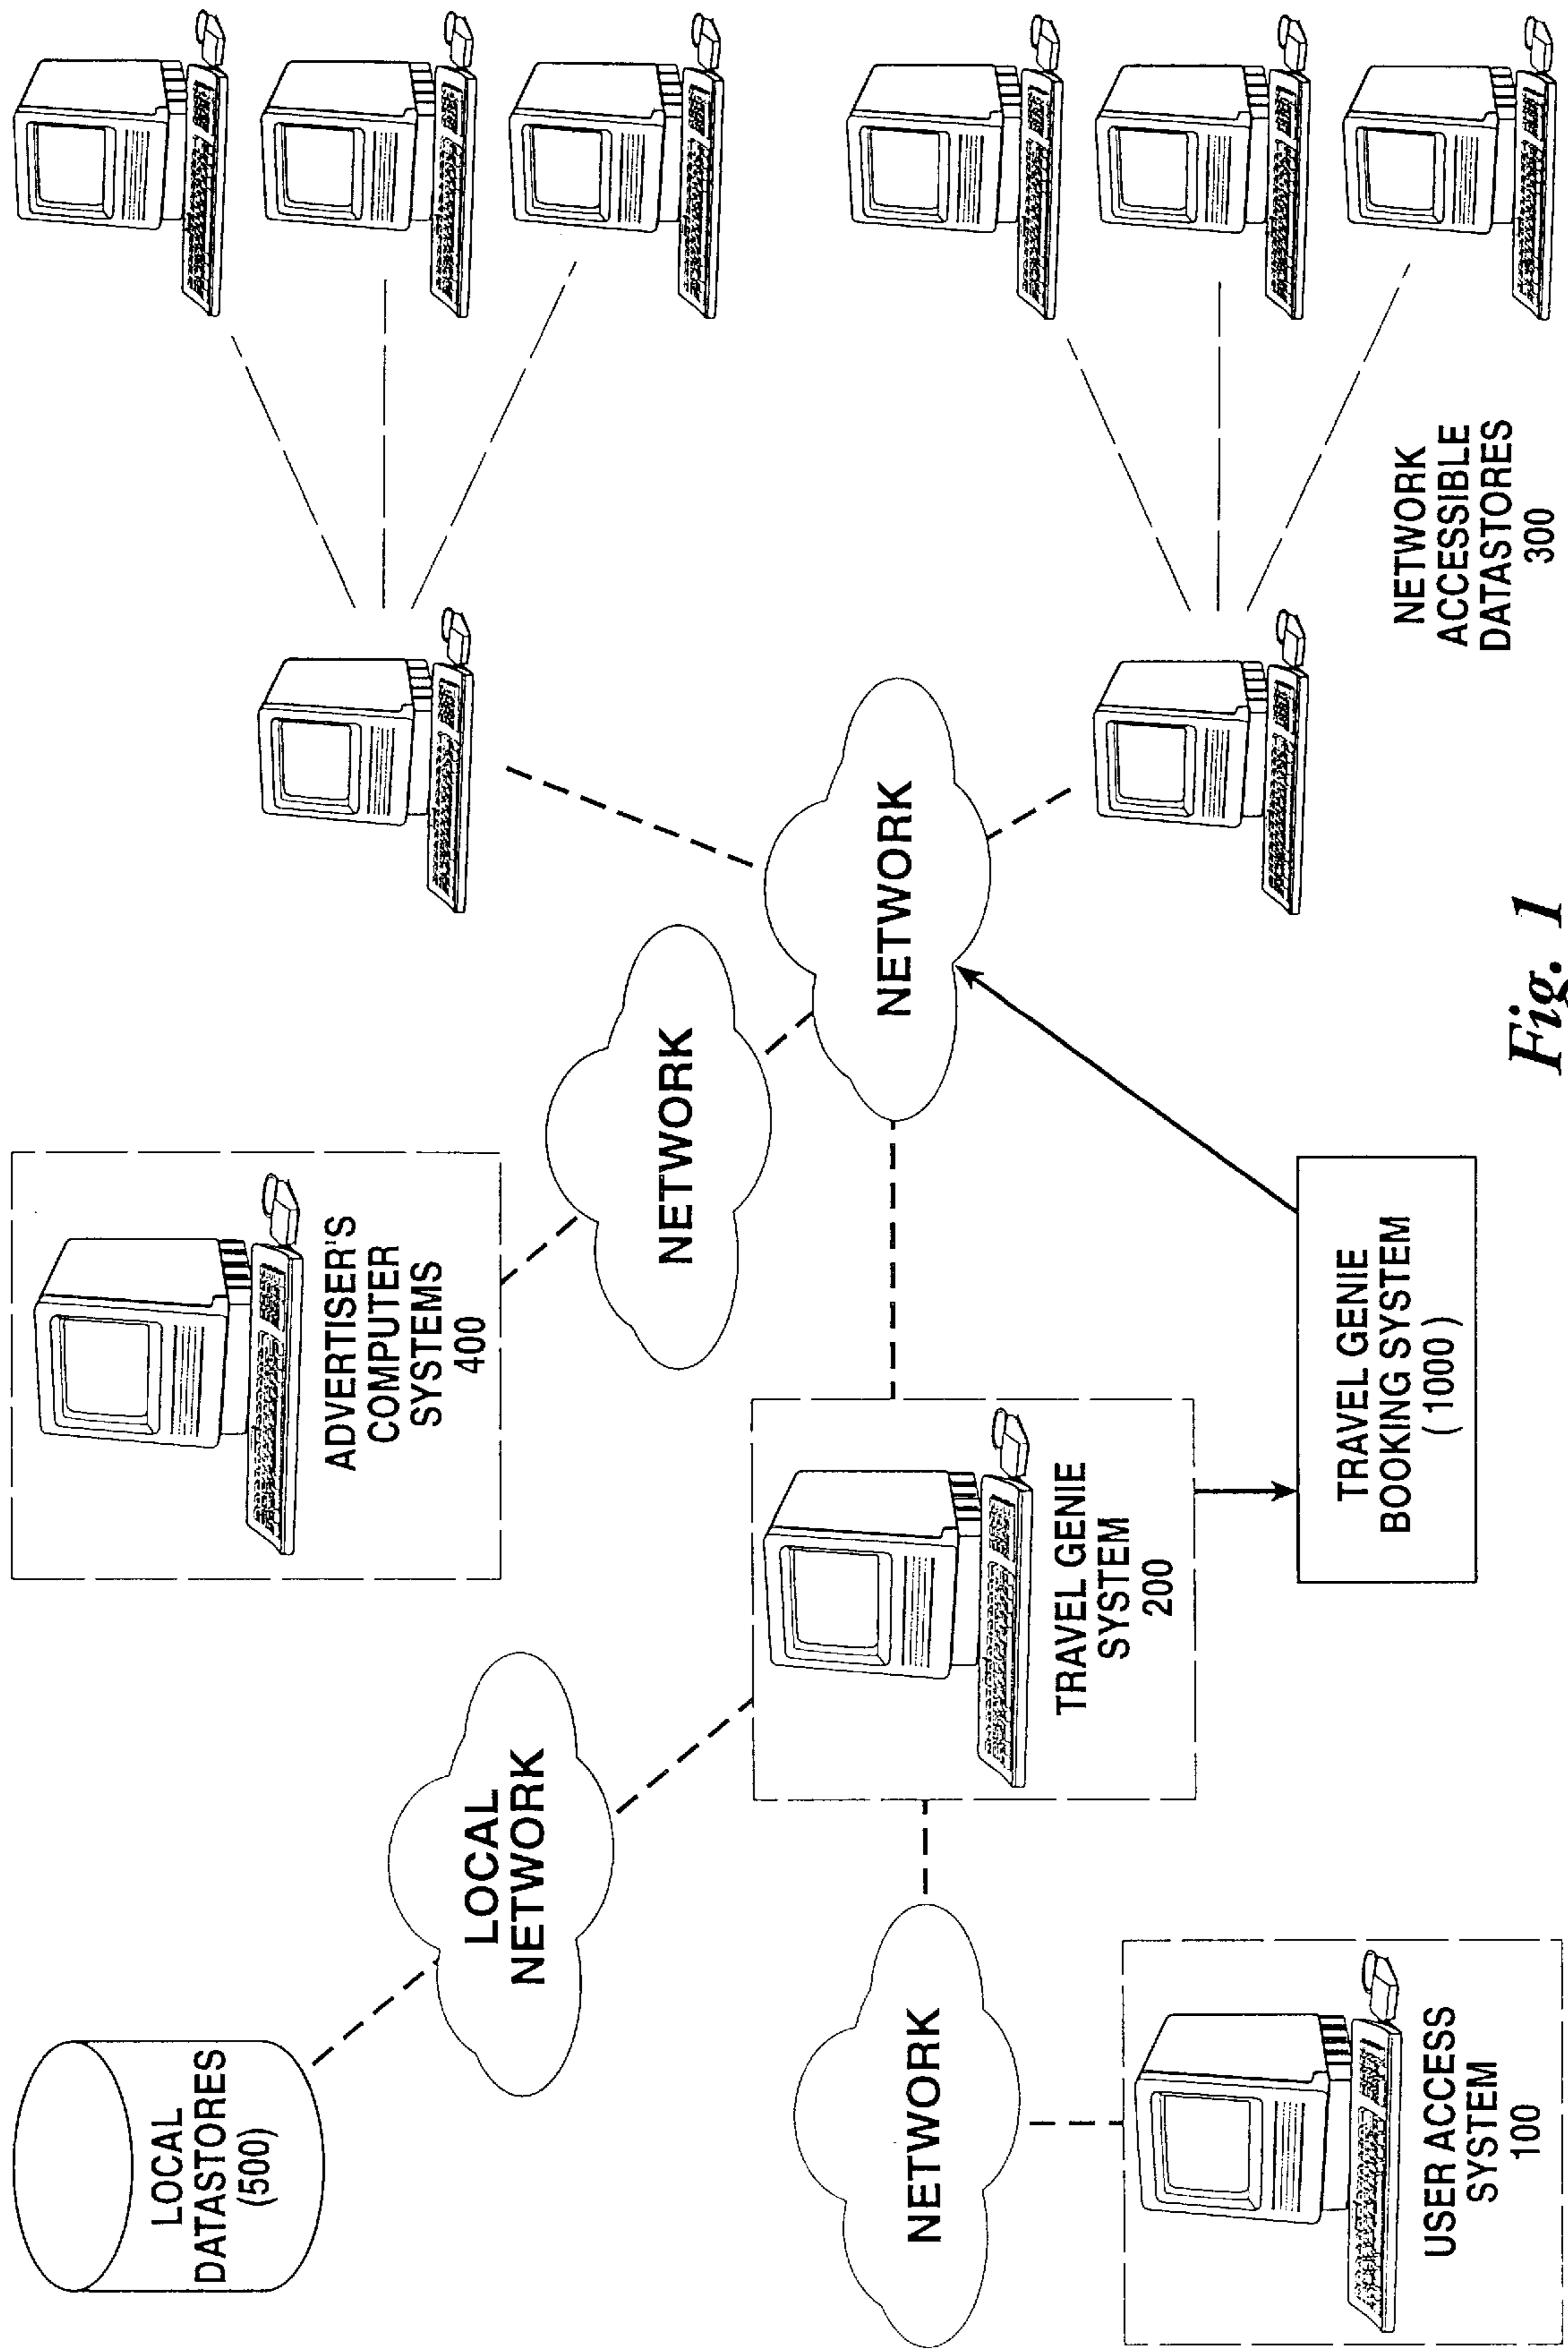 LOCAL
DATASTORES
(500)
LOCAL
NETWORK
ADVERTISER'S
COMPUTER
SYSTEMS
400
NETWORK
NETWORK
USER ACCESS
SYSTEM
100
TRAVEL GENIE
SYSTEM
200
NETWORK
TRAVEL GENIE
BOOKING SYSTEM
( 1000 )
NETWORK
ACCESSIBLE
DATASTORES
300
Fig. 1